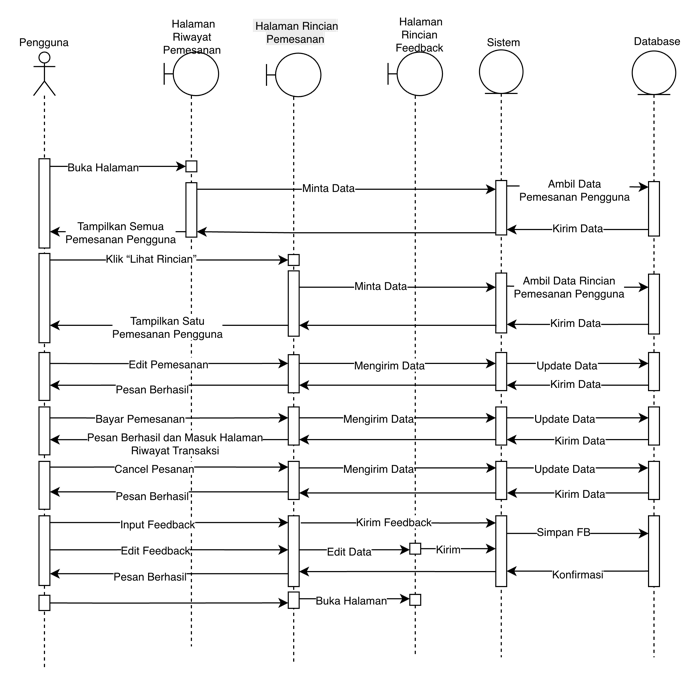 Pengguna
Halaman
Riwayat
Pemesanan
Halaman Rincian
Pemesanan
Halaman
Rincian
Feedback
Sistem
Database
Buka Halaman
Minta Data
Ambil Data
Pemesanan Pengguna
Tampilkan Semua
Pemesanan Pengguna
Kirim Data
Klik “Lihat Rincian”
Minta Data
Ambil Data Rincian
Pemesanan Pengguna
Tampilkan Satu
Pemesanan Pengguna
Kirim Data
Edit Pemesanan
Mengirim Data
Update Data
Pesan Berhasil
Kirim Data
Bayar Pemesanan
Mengirim Data
Update Data
Pesan Berhasil dan Masuk Halaman
Riwayat Transaksi
Kirim Data
Cancel Pesanan
Mengirim Data
Update Data
Pesan Berhasil
Kirim Data
Input Feedback
Kirim Feedback
Simpan FB
Edit Feedback
Edit Data
Kirim
Pesan Berhasil
Konfirmasi
Buka Halaman